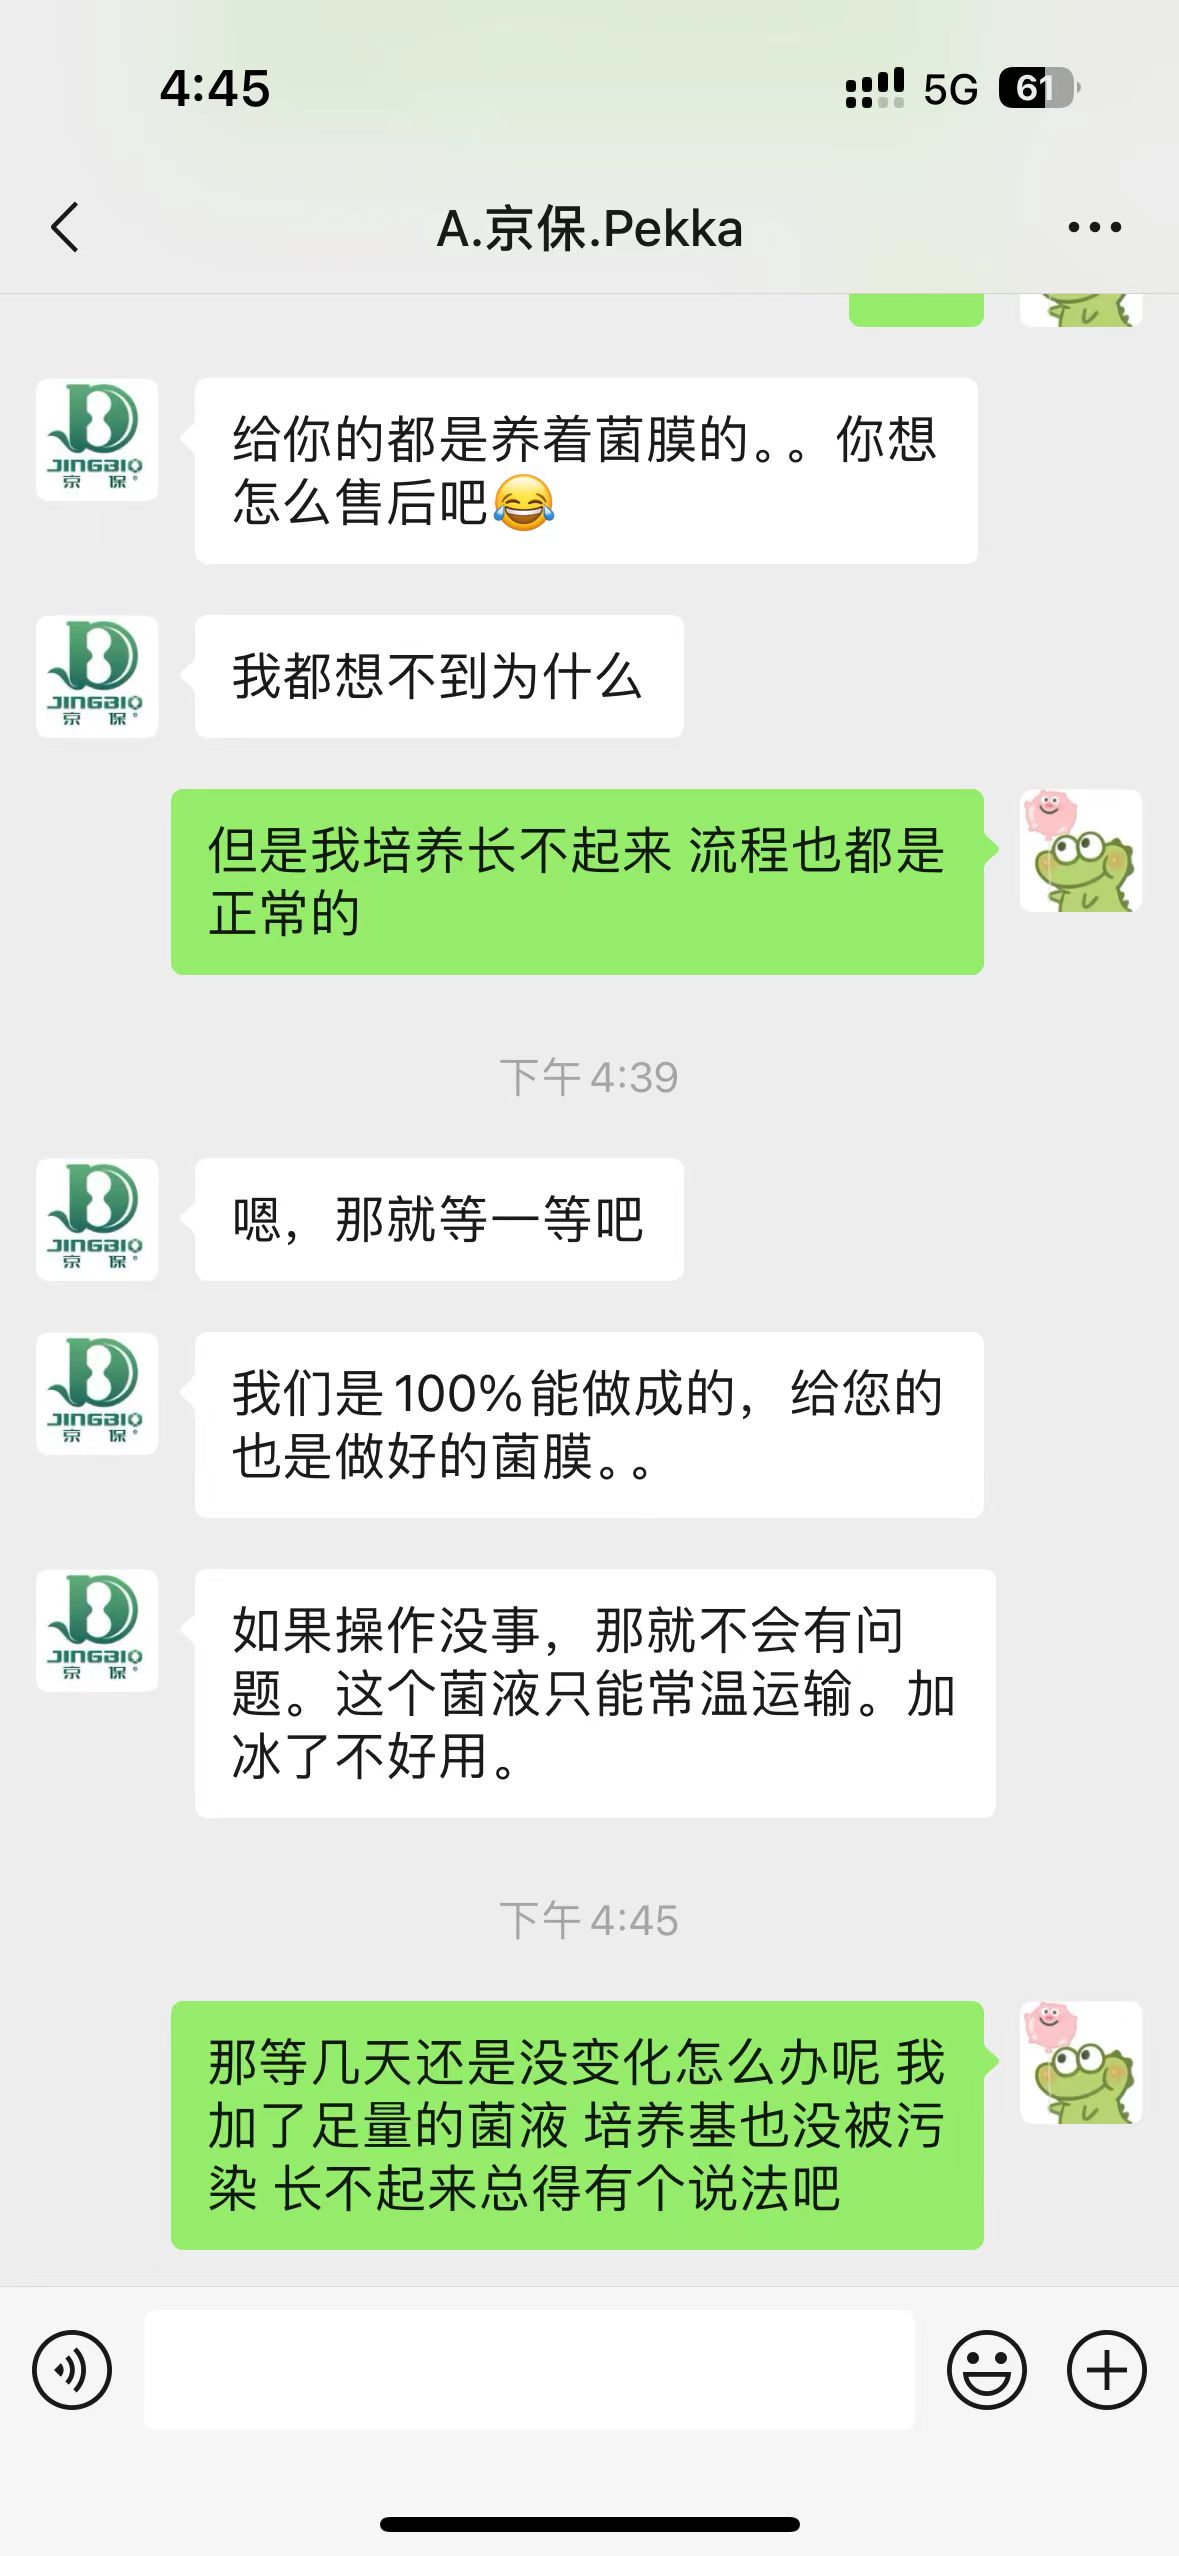 4:45
5G
61
A.京保.Pekka
JINGBIO
京 保
给你的都是养着菌膜的。。你想
怎么售后吧😂
JINGBIO
京 保
我都想不到为什么
但是我培养长不起来 流程也都是
正常的
下午 4:39
JINGBIO
京 保
嗯，那就等一等吧
JINGBIO
京 保
我们是100%能做成的，给您的
也是做好的菌膜。。
JINGBIO
京 保
如果操作没事，那就不会有问
题。这个菌液只能常温运输。加
冰了不好用。
下午 4:45
那等几天还是没变化怎么办呢 我
加了足量的菌液 培养基也没被污
染 长不起来总得有个说法吧